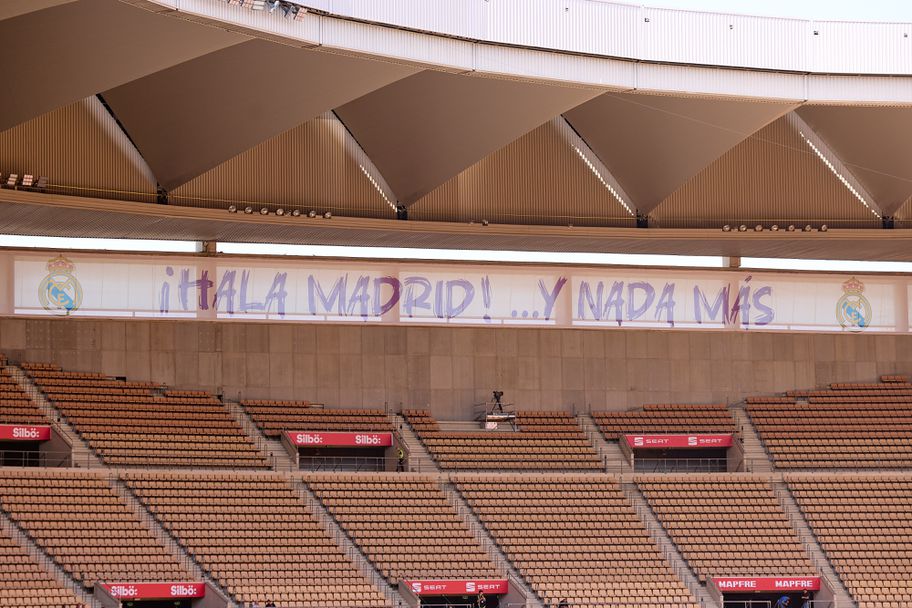 ¡HALA MADRID! ...Y NADA MÁS
Silbö: Silbö:
Silbö: Silbö:
SEAT SEAT
Silbö: Silbö:
SEAT SEAT
MAPFRE MAPFRE